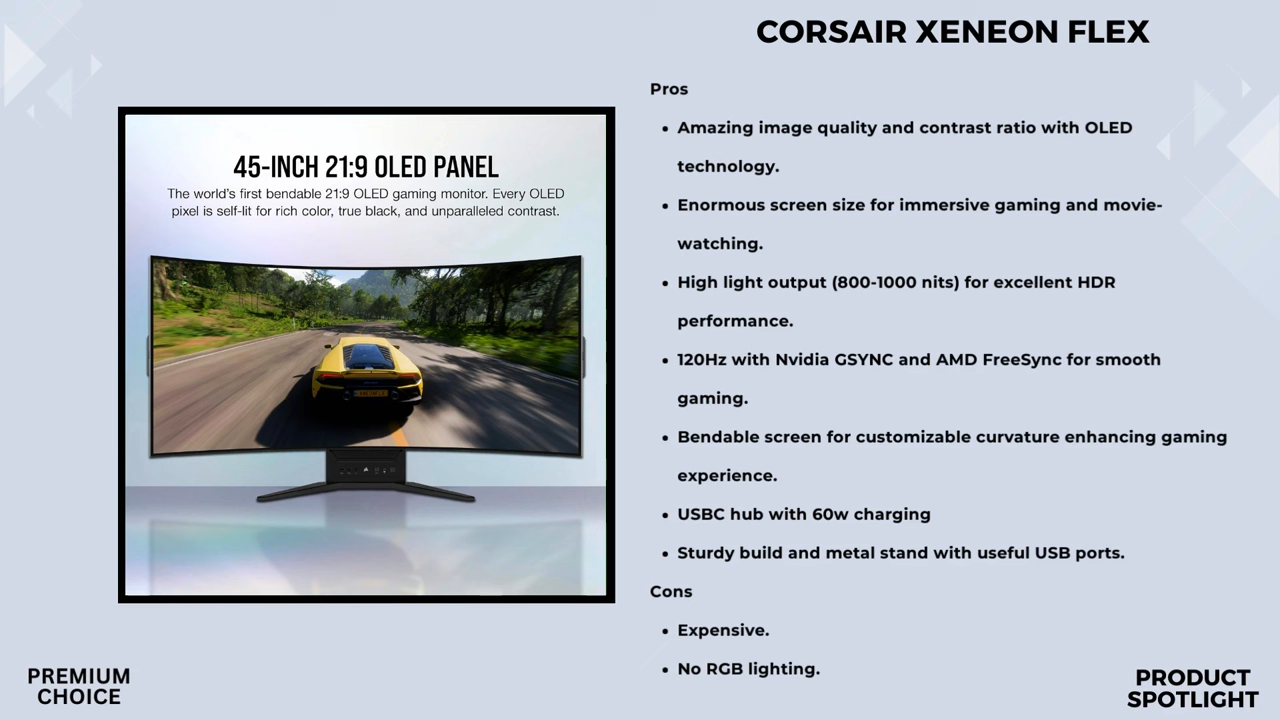 CORSAIR XENEON FLEX
45-INCH 21:9 OLED PANEL
The world's first bendable 21:9 OLED gaming monitor. Every OLED
pixel is self-lit for rich color, true black, and unparalleled contrast.
Pros
• Amazing image quality and contrast ratio with OLED
technology.
• Enormous screen size for immersive gaming and movie-
watching.
• High light output (800-1000 nits) for excellent HDR
performance.
• 120Hz with Nvidia GSYNC and AMD FreeSync for smooth
gaming.
• Bendable screen for customizable curvature enhancing gaming
experience.
• USBC hub with 60w charging
• Sturdy build and metal stand with useful USB ports.
Cons
• Expensive.
• No RGB lighting.
PREMIUM
CHOICE
PRODUCT
SPOTLIGHT